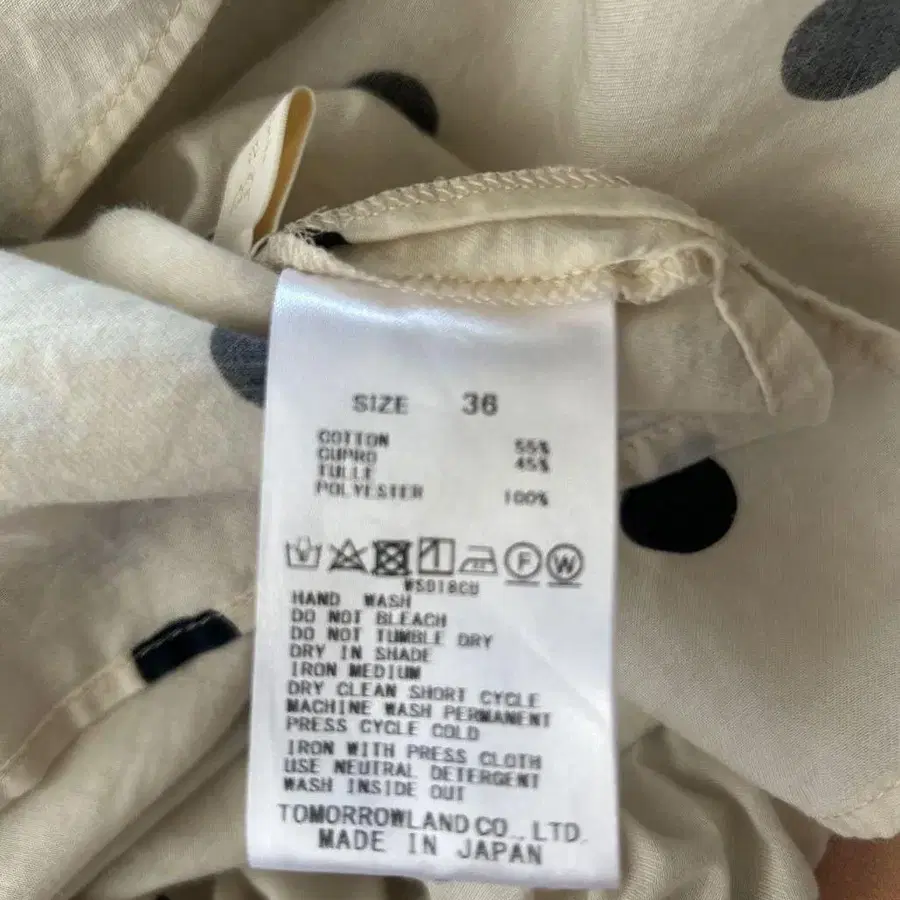 SIZE 36
COTTON 55%
CUPRO 45%
TULLE
POLYESTER 100%
F W
WSD18CU
HAND WASH
DO NOT BLEACH
DO NOT TUMBLE DRY
DRY IN SHADE
IRON MEDIUM
DRY CLEAN SHORT CYCLE
MACHINE WASH PERMANENT
PRESS CYCLE COLD
IRON WITH PRESS CLOTH
USE NEUTRAL DETERGENT
WASH INSIDE OUT
TOMORROWLAND CO., LTD.
MADE IN JAPAN